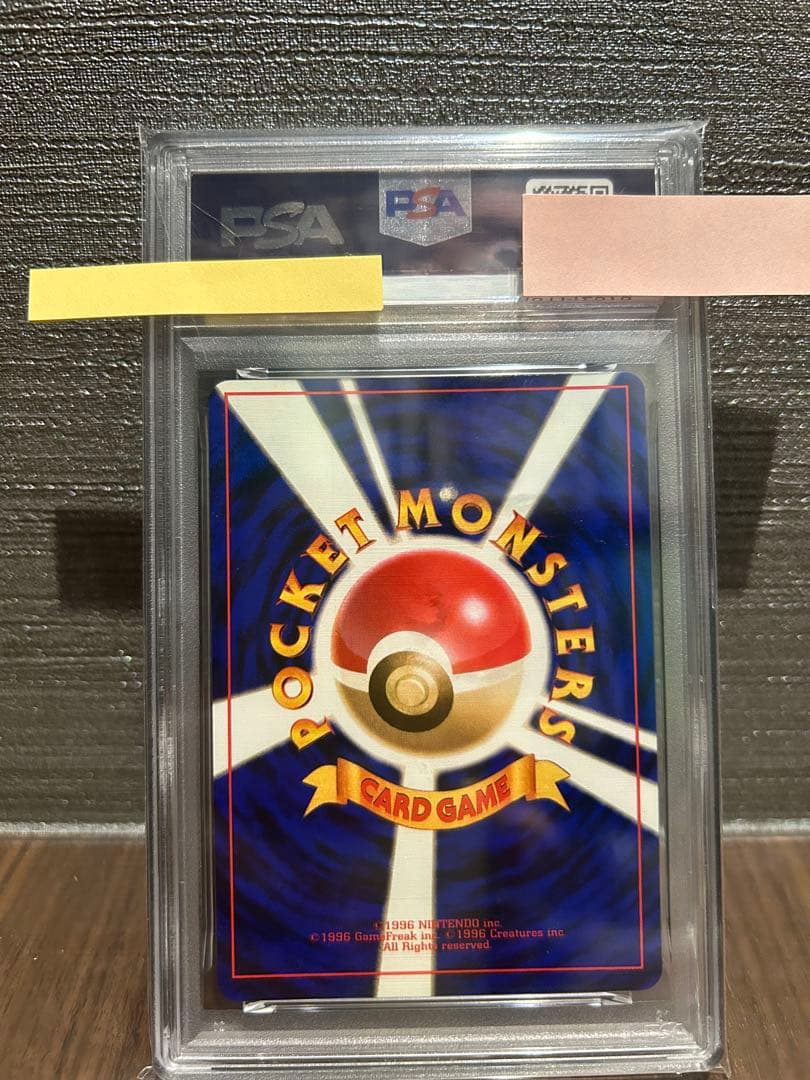 PSA
PSA
POCKET MONSTERS
CARD GAME
©1996 NINTENDO inc.
©1996 GameFreak inc. ©1996 Creatures inc
All Rights reserved.